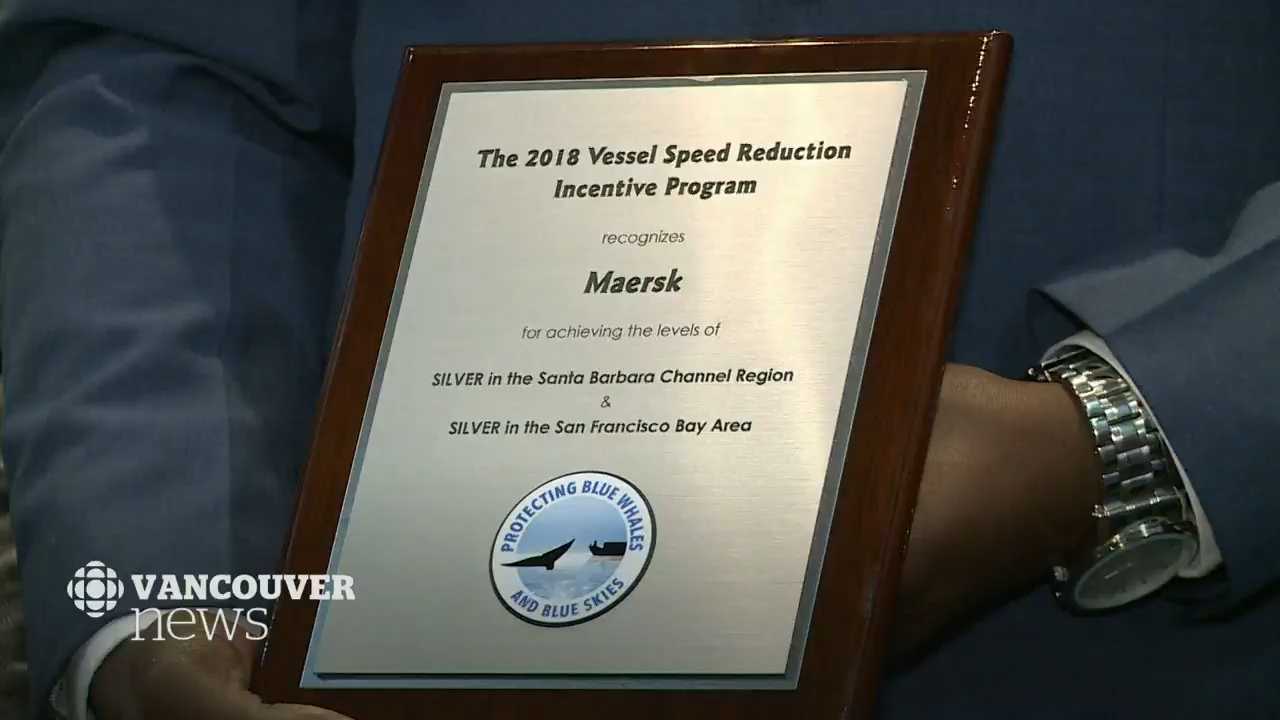 The 2018 Vessel Speed Reduction
Incentive Program
recognizes
Maersk
for achieving the levels of
SILVER in the Santa Barbara Channel Region
&
SILVER in the San Francisco Bay Area
PROTECTING BLUE WHALES
AND BLUE SKIES
VANCOUVER
news